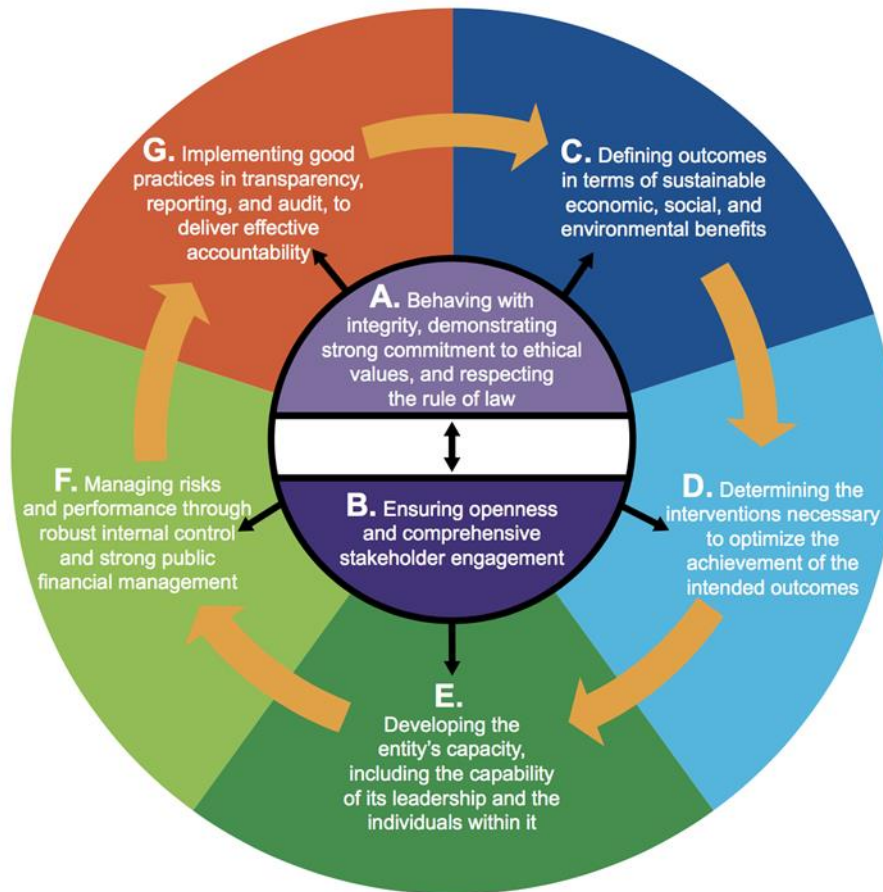 A. Behaving with
integrity, demonstrating
strong commitment to ethical
values, and respecting
the rule of law
B. Ensuring openness
and comprehensive
stakeholder engagement
C. Defining outcomes
in terms of sustainable
economic, social, and
environmental benefits
D. Determining the
interventions necessary
to optimize the
achievement of the
intended outcomes
E.
Developing the
entity's capacity,
including the capability
of its leadership and the
individuals within it
F. Managing risks
and performance through
robust internal control
and strong public
financial management
G. Implementing good
practices in transparency,
reporting, and audit, to
deliver effective
accountability